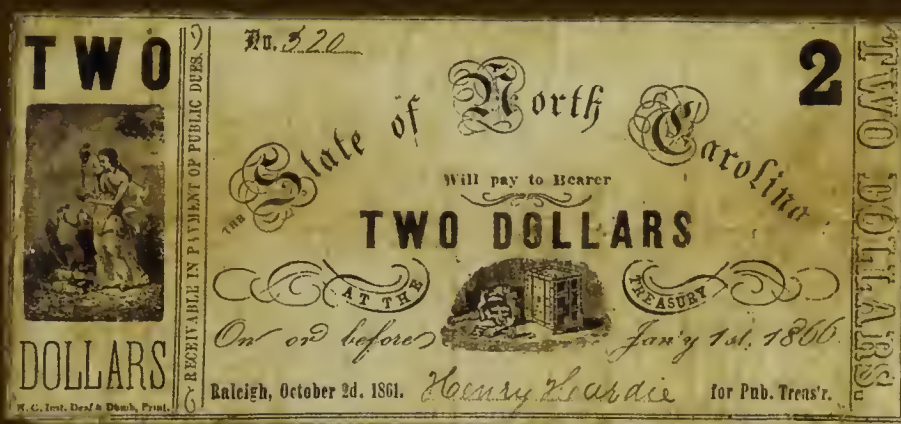 TWO
DOLLARS
N. C. Inst. Deaf & Dumb, Print.
RECEIVABLE IN PAYMENT OF PUBLIC DUES.
No. 320
2
THE State of North Carolina
Will pay to Bearer
TWO DOLLARS
AT THE TREASURY
On or before Jan'y 1st, 1866
Raleigh, October 2d. 1861. Henry Hardie for Pub. Treas'r.
TWO DOLLARS.